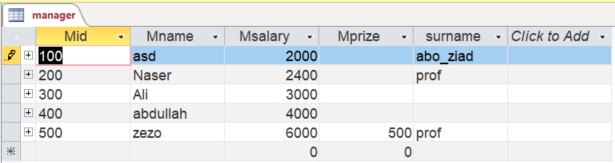 manager
Mid Mname Msalary Mprize surname Click to Add
100 asd 2000 abo_ziad
200 Naser 2400 prof
300 Ali 3000
400 abdullah 4000
500 zezo 6000 500 prof
0 0